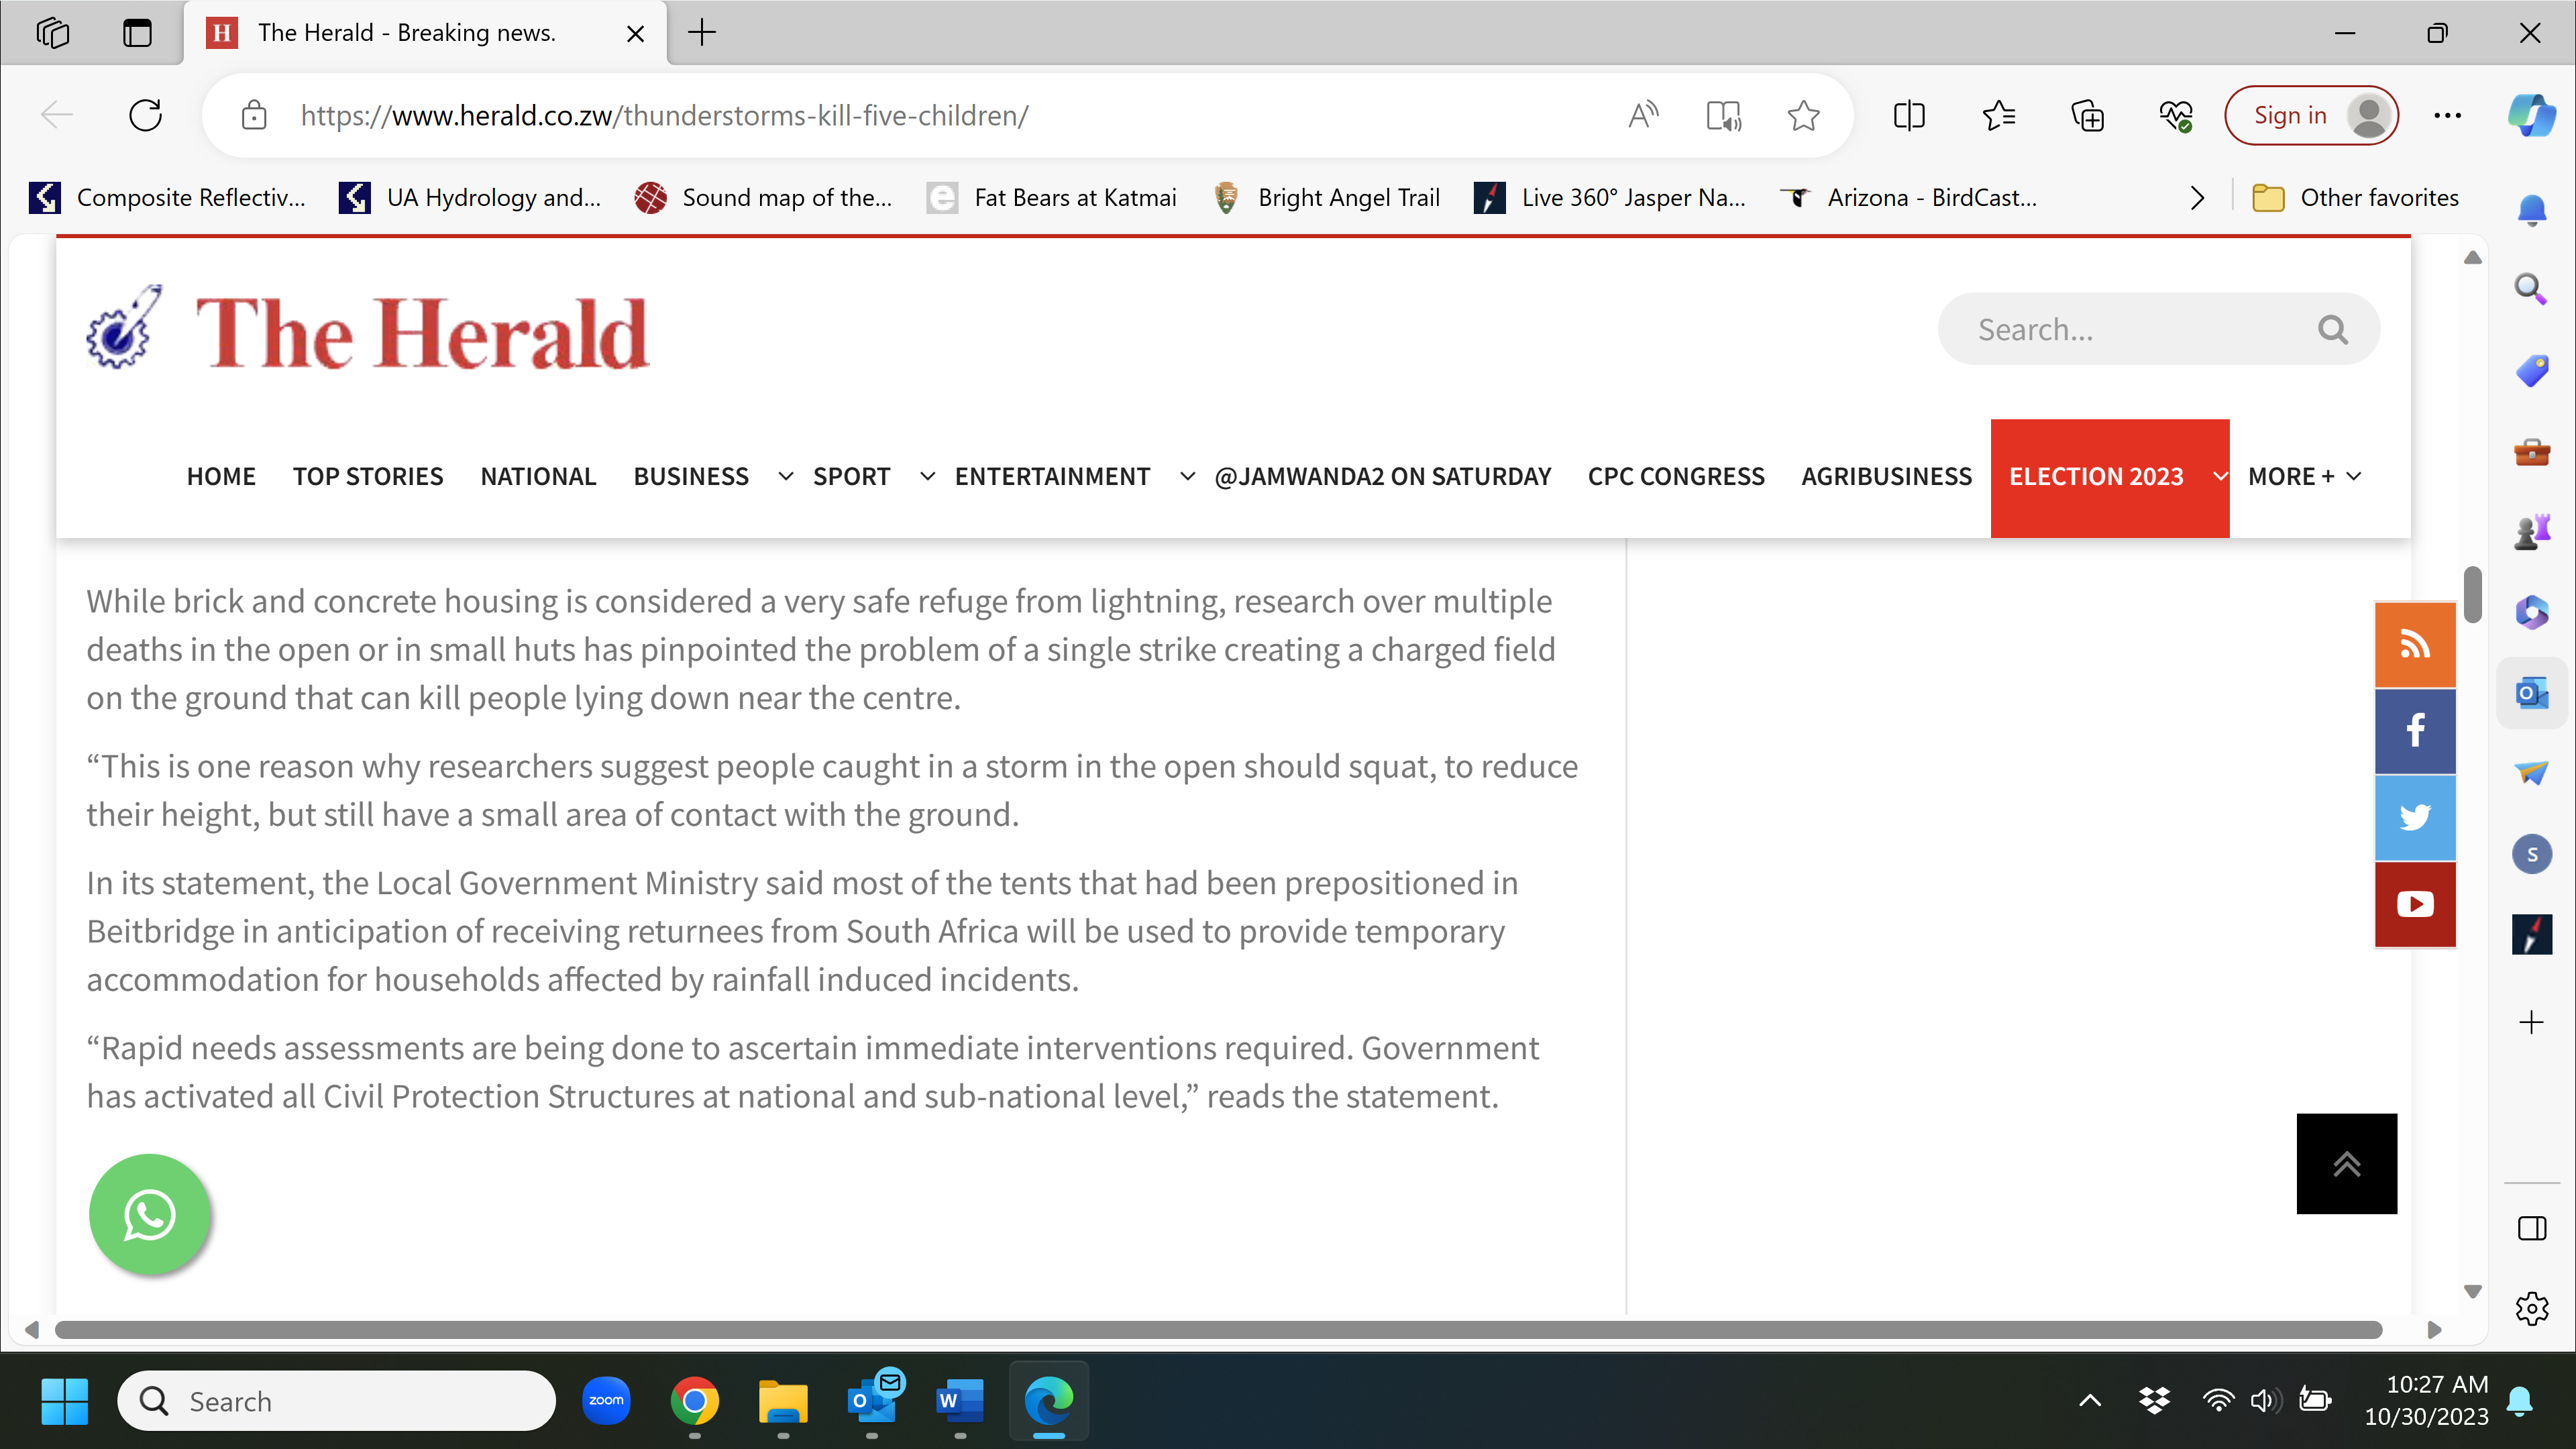 The Herald - Breaking news.
https://www.herald.co.zw/thunderstorms-kill-five-children/
Sign in
Composite Reflectiv...
UA Hydrology and...
Sound map of the...
Fat Bears at Katmai
Bright Angel Trail
Live 360° Jasper Na...
Arizona - BirdCast...
Other favorites
The Herald
Search...
HOME TOP STORIES NATIONAL BUSINESS SPORT ENTERTAINMENT @JAMWANDA2 ON SATURDAY CPC CONGRESS AGRIBUSINESS ELECTION 2023 MORE +
While brick and concrete housing is considered a very safe refuge from lightning, research over multiple
deaths in the open or in small huts has pinpointed the problem of a single strike creating a charged field
on the ground that can kill people lying down near the centre.
“This is one reason why researchers suggest people caught in a storm in the open should squat, to reduce
their height, but still have a small area of contact with the ground.
In its statement, the Local Government Ministry said most of the tents that had been prepositioned in
Beitbridge in anticipation of receiving returnees from South Africa will be used to provide temporary
accommodation for households affected by rainfall induced incidents.
“Rapid needs assessments are being done to ascertain immediate interventions required. Government
has activated all Civil Protection Structures at national and sub-national level,” reads the statement.
S
Search
zoom
10:27 AM
10/30/2023